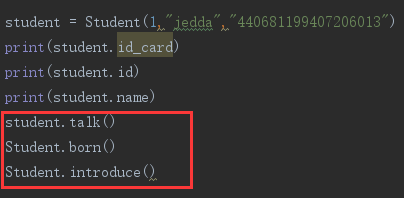 student = Student(1,"jedda","440681199407206013")
print(student.id_card)
print(student.id)
print(student.name)
student.talk()
Student.born()
Student.introduce()